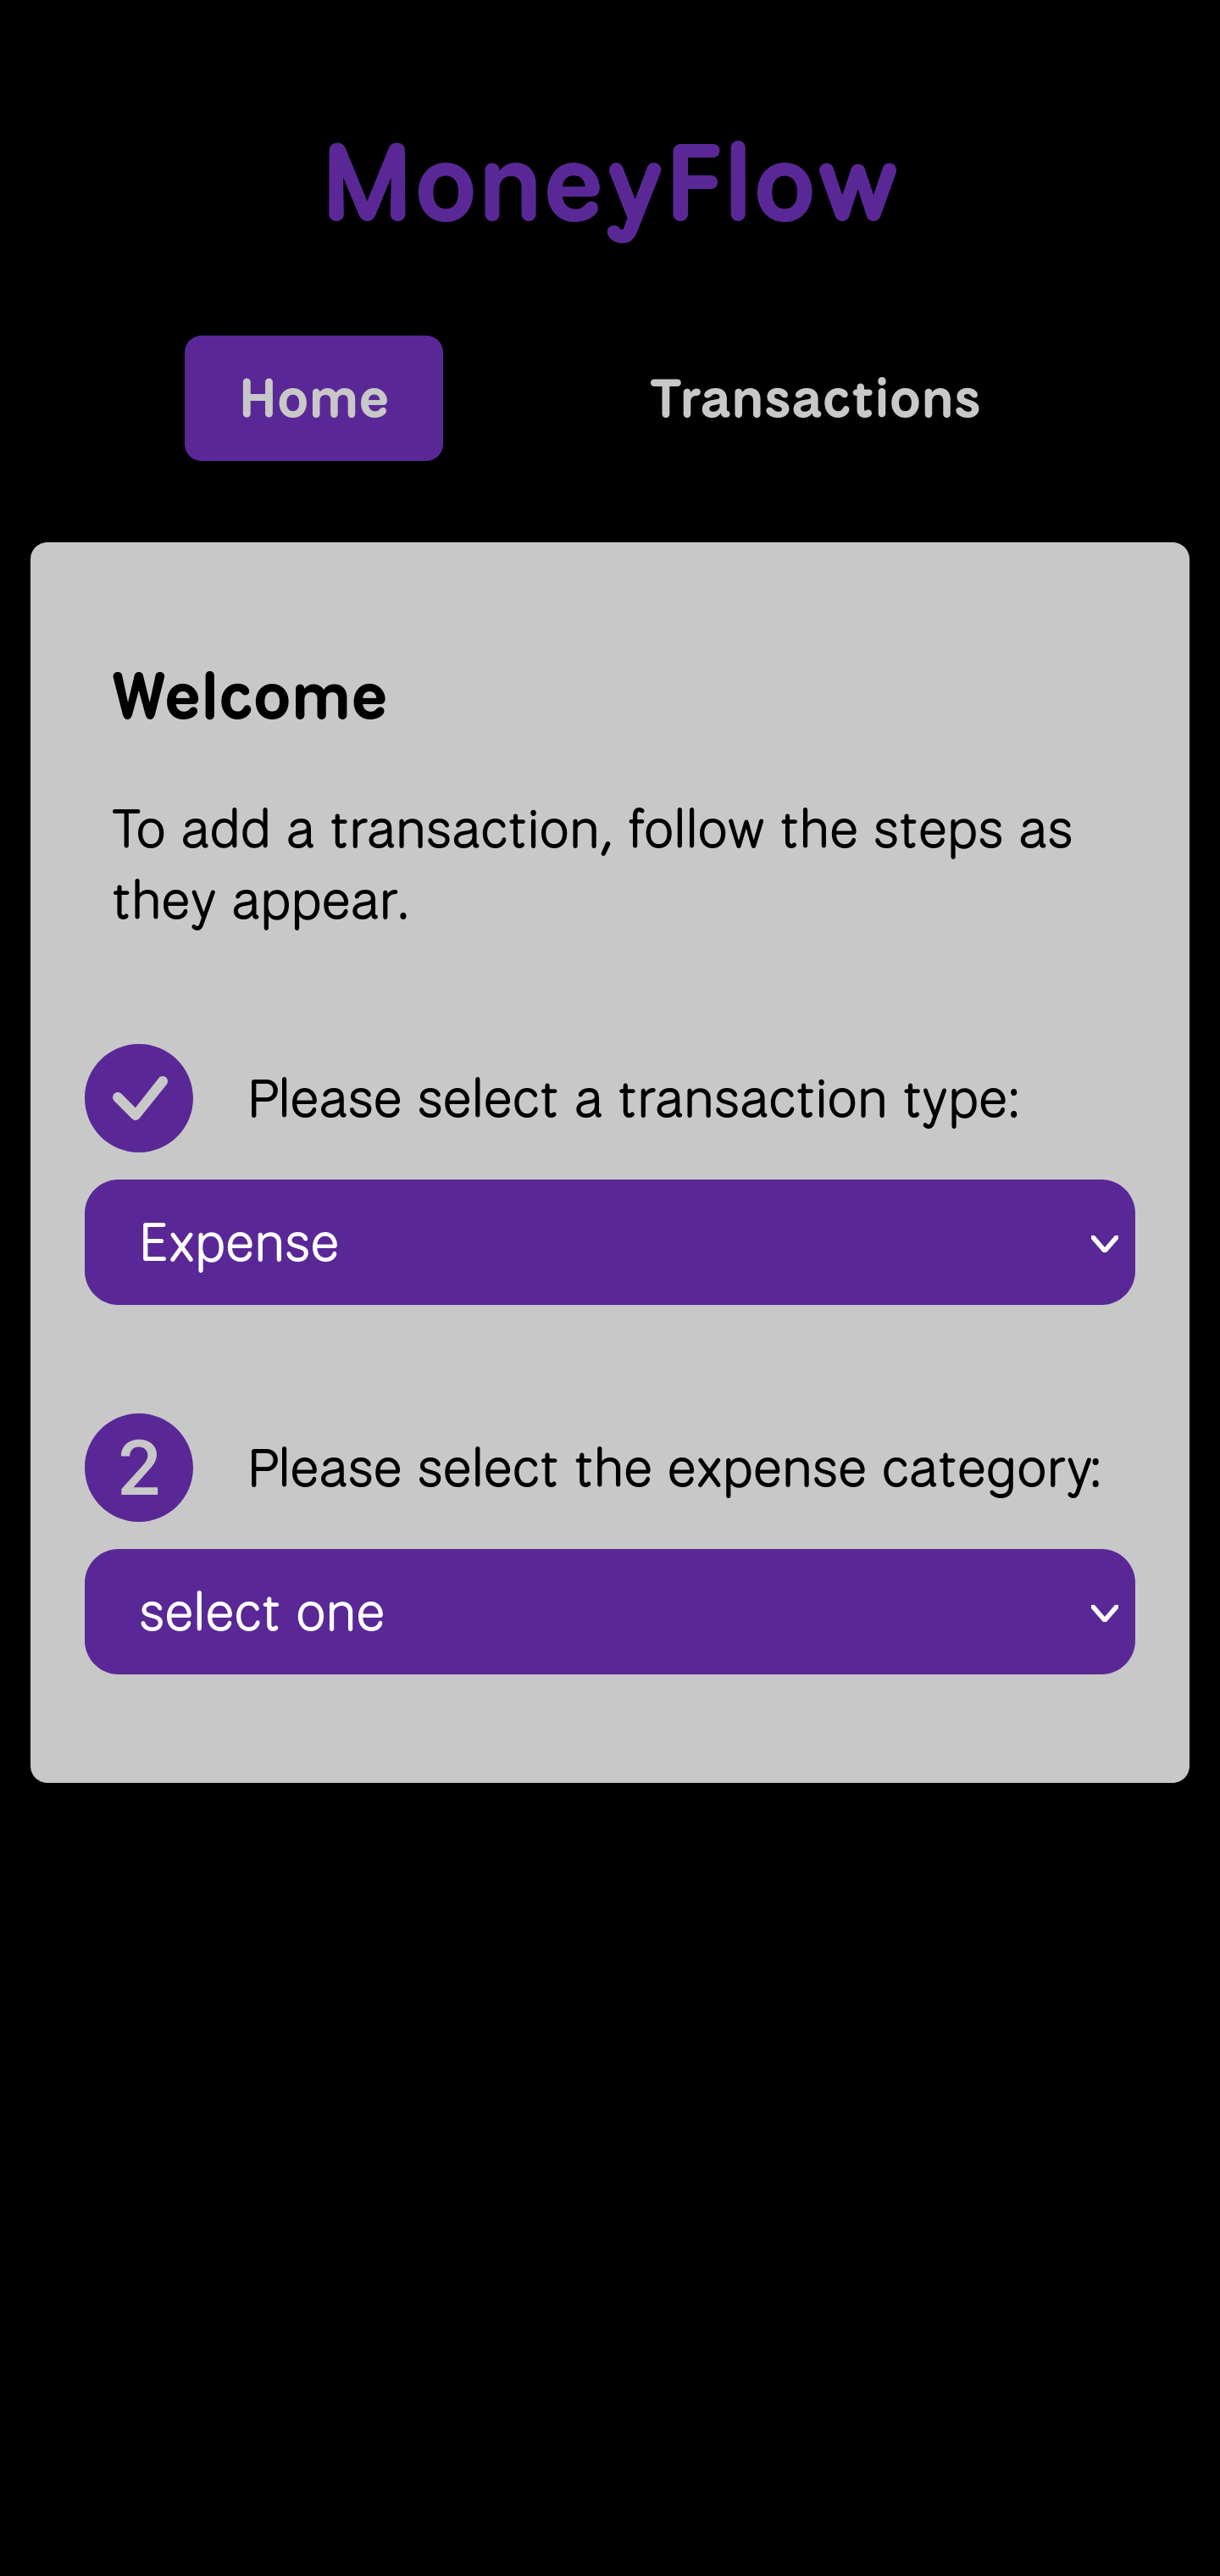 MoneyFlow
Home
Transactions
Welcome
To add a transaction, follow the steps as
they appear.
Please select a transaction type:
Expense
2
Please select the expense category:
select one